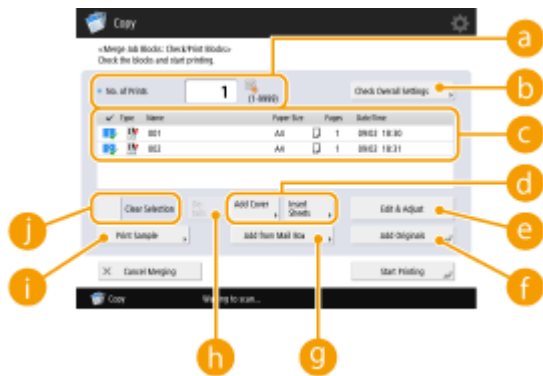 Copy
<Merge Job Blocks: Check/Print Blocks>
Check the blocks and start printing.
a
No. of Prints
1
(1-9999)
Check Overall Settings
b
✓ Type Name Paper Size Pages Date/Time
001 A4 1 09/03 18:30
002 A4 1 09/03 18:31
c
d
Clear Selection
Add Cover
Insert Sheets
Edit & Adjust
e
j
Print Sample
Add from Mail Box
Add Originals
Cancel Merging
Start Printing
i
h
g
f
Copy
Waiting to scan...